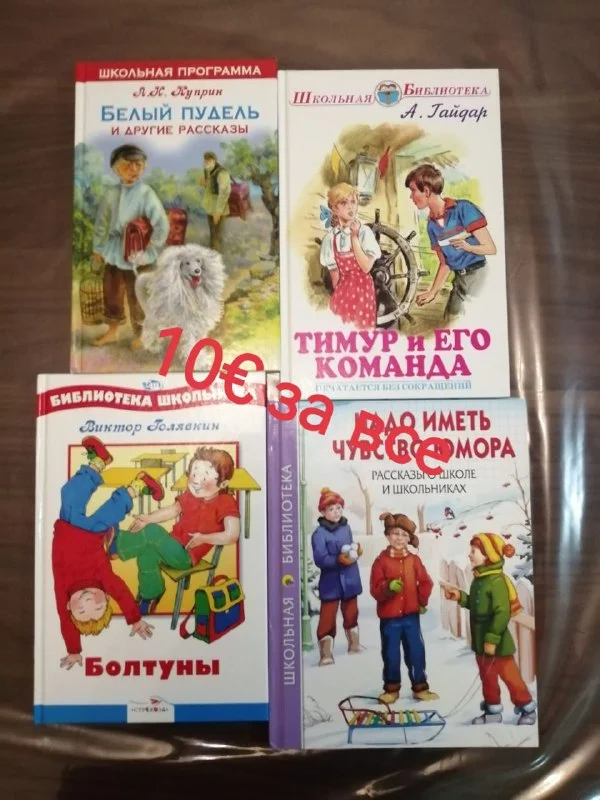 ШКОЛЬНАЯ ПРОГРАММА
А.И. Куприн
БЕЛЫЙ ПУДЕЛЬ
И ДРУГИЕ РАССКАЗЫ
ШКОЛЬНАЯ БИБЛИОТЕКА
А. Гайдар
ТИМУР и ЕГО
КОМАНДА
ПЕЧАТАЕТСЯ БЕЗ СОКРАЩЕНИЙ
10€ за все
БИБЛИОТЕКА
Виктор Голявкин
Болтуны
СТРЕКОЗА
ШКОЛЬНАЯ БИБЛИОТЕКА
НАДО ИМЕТЬ
ЧУВСТВО ЮМОРА
РАССКАЗЫ О ШКОЛЕ
И ШКОЛЬНИКАХ